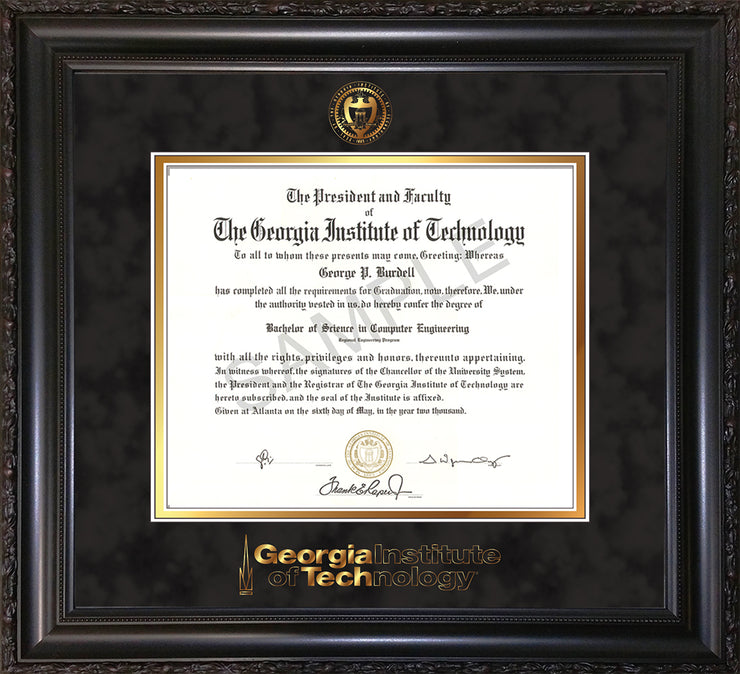 The President and Faculty
of
The Georgia Institute of Technology
To all to whom these presents may come, Greeting: Whereas
George P. Burdell
has completed all the requirements for Graduation, now, therefore, We, under
the authority vested in us, do hereby confer the degree of
Bachelor of Science in Computer Engineering
Regional Engineering Program
with all the rights, privileges and honors, thereunto appertaining.
In witness whereof, the signatures of the Chancellor of the University System,
the President and the Registrar of The Georgia Institute of Technology are
hereto subscribed, and the seal of the Institute is affixed.
Given at Atlanta on the sixth day of May, in the year two thousand.
SAMPLE
Georgia Institute
of Technology